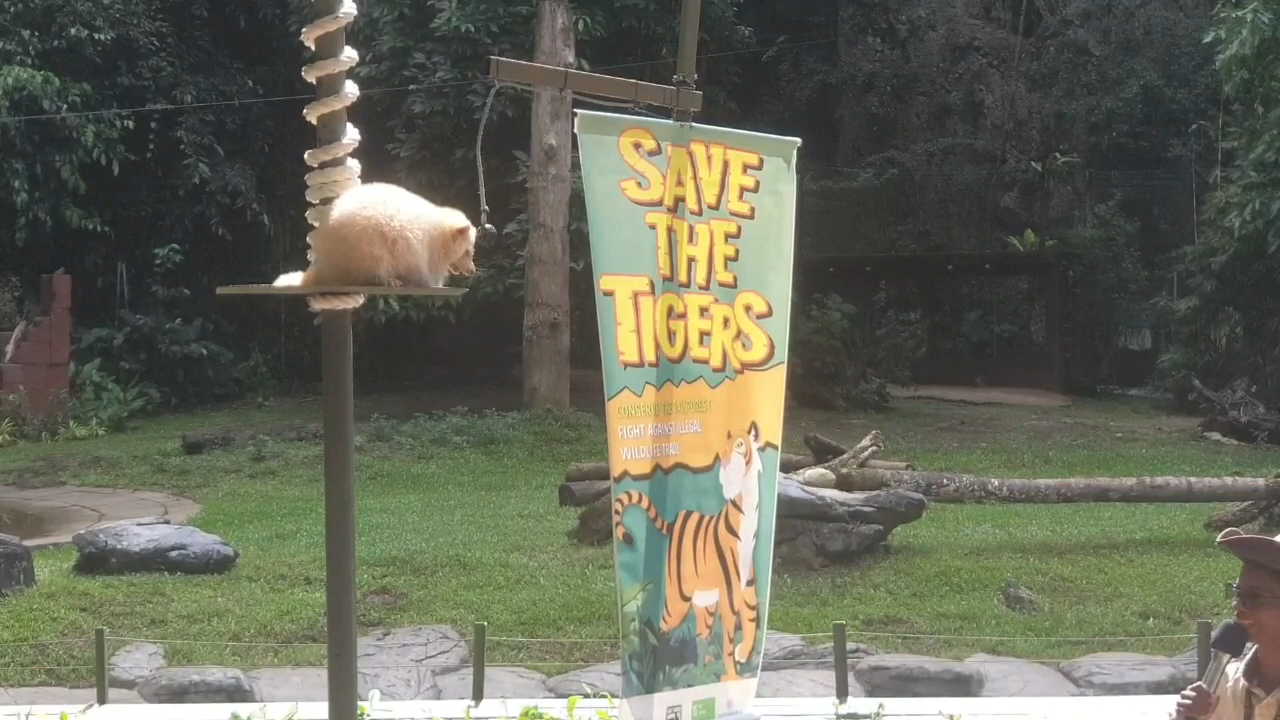 SAVE
THE
TIGERS
CONSERVE THE RAINFOREST
FIGHT AGAINST ILLEGAL
WILDLIFE TRADE